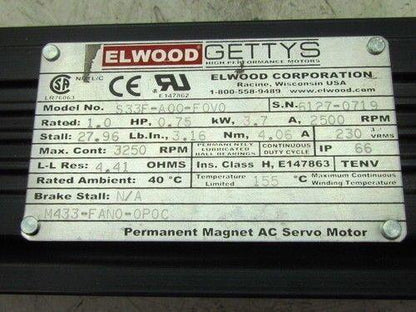 ELWOOD GETTYS
HIGH PERFORMANCE MOTORS
ELWOOD CORPORATION
Racine, Wisconsin USA
1-800-558-9489 www.elwood.com
LR76063
E147862
Model No. S33F-A00-F0V0 S.N. 6127-0719
Rated: 1.0 HP, 0.75 kW, 3.7 A, 2500 RPM
Stall: 27.96 Lb.In., 3.16 Nm, 4.06 A, 230 VRMS
Max. Cont: 3250 RPM PERMANENTLY LUBRICATED BALL BEARINGS CONTINUOUS DUTY CYCLE IP 66
L-L Res: 4.41 OHMS Ins. Class H, E147863 TENV
Rated Ambient: 40 °C Temperature Limited 155 °C Maximum Continuous Winding Temperature
Brake Stall: N/A
M433-FAN0-0P0C
Permanent Magnet AC Servo Motor